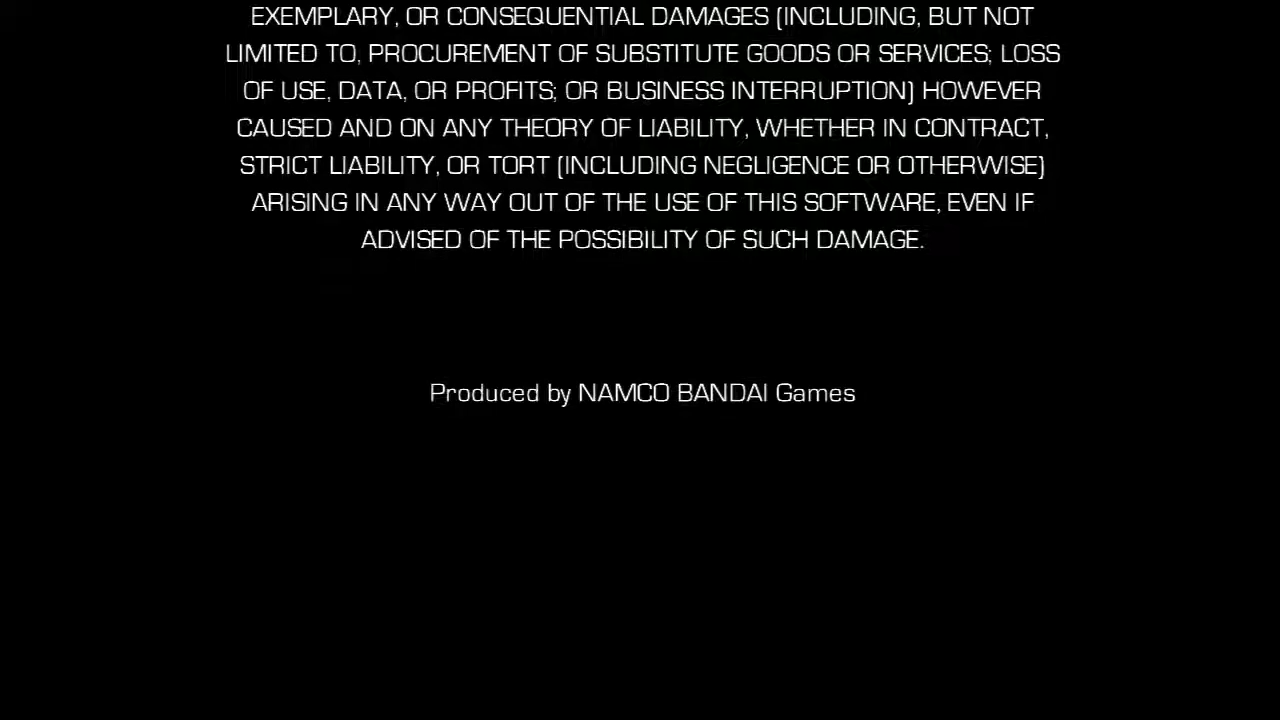 EXEMPLARY, OR CONSEQUENTIAL DAMAGES (INCLUDING, BUT NOT
LIMITED TO, PROCUREMENT OF SUBSTITUTE GOODS OR SERVICES; LOSS
OF USE, DATA, OR PROFITS; OR BUSINESS INTERRUPTION) HOWEVER
CAUSED AND ON ANY THEORY OF LIABILITY, WHETHER IN CONTRACT,
STRICT LIABILITY, OR TORT (INCLUDING NEGLIGENCE OR OTHERWISE)
ARISING IN ANY WAY OUT OF THE USE OF THIS SOFTWARE, EVEN IF
ADVISED OF THE POSSIBILITY OF SUCH DAMAGE.
Produced by NAMCO BANDAI Games